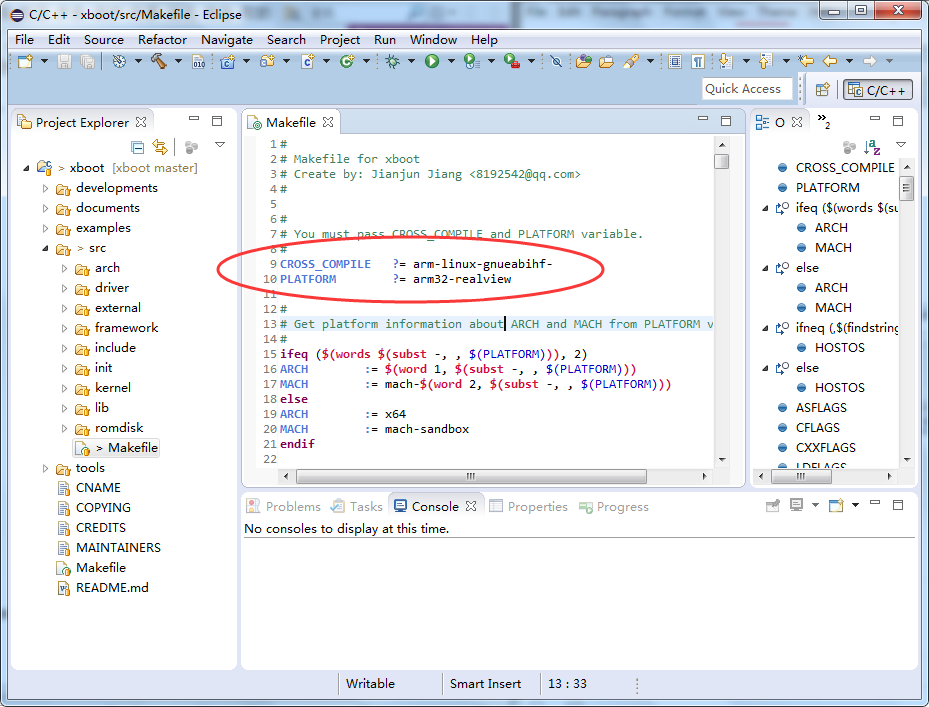 C/C++ - xboot/src/Makefile - Eclipse
File Edit Source Refactor Navigate Search Project Run Window Help
Quick Access
C/C++
Project Explorer
> xboot [xboot master]
developments
documents
examples
> src
arch
driver
external
framework
include
init
kernel
lib
romdisk
> Makefile
tools
CNAME
COPYING
CREDITS
MAINTAINERS
Makefile
README.md
Makefile
1 #
2 # Makefile for xboot
3 # Create by: Jianjun Jiang <8192542@qq.com>
4 #
5
6 #
7 # You must pass CROSS_COMPILE and PLATFORM variable.
8 #
9 CROSS_COMPILE ?= arm-linux-gnueabihf-
10 PLATFORM ?= arm32-realview
11
12 #
13 # Get platform information about ARCH and MACH from PLATFORM v
14 #
15 ifeq ($(words $(subst -, , $(PLATFORM))), 2)
16 ARCH := $(word 1, $(subst -, , $(PLATFORM)))
17 MACH := mach-$(word 2, $(subst -, , $(PLATFORM)))
18 else
19 ARCH := x64
20 MACH := mach-sandbox
21 endif
22
O
»2
CROSS_COMPILE
PLATFORM
ifeq ($(words $(su
ARCH
MACH
else
ARCH
MACH
ifneq (,$(findstring
HOSTOS
else
HOSTOS
ASFLAGS
CFLAGS
CXXFLAGS
LDFLAGS
Problems Tasks Console Properties Progress
No consoles to display at this time.
Writable Smart Insert 13 : 33